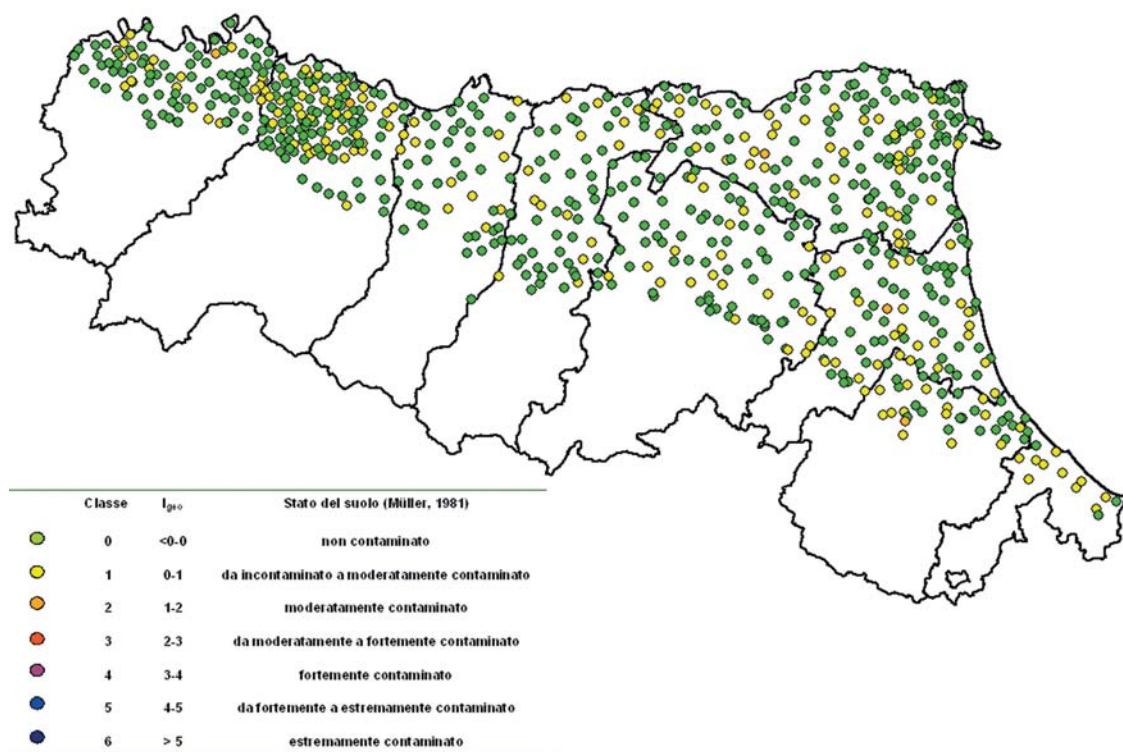 Classe Igeo Stato del suolo (Müller, 1981)
0 <0-0 non contaminato
1 0-1 da incontaminato a moderatamente contaminato
2 1-2 moderatamente contaminato
3 2-3 da moderatamente a fortemente contaminato
4 3-4 fortemente contaminato
5 4-5 da fortemente a estremamente contaminato
6 > 5 estremamente contaminato